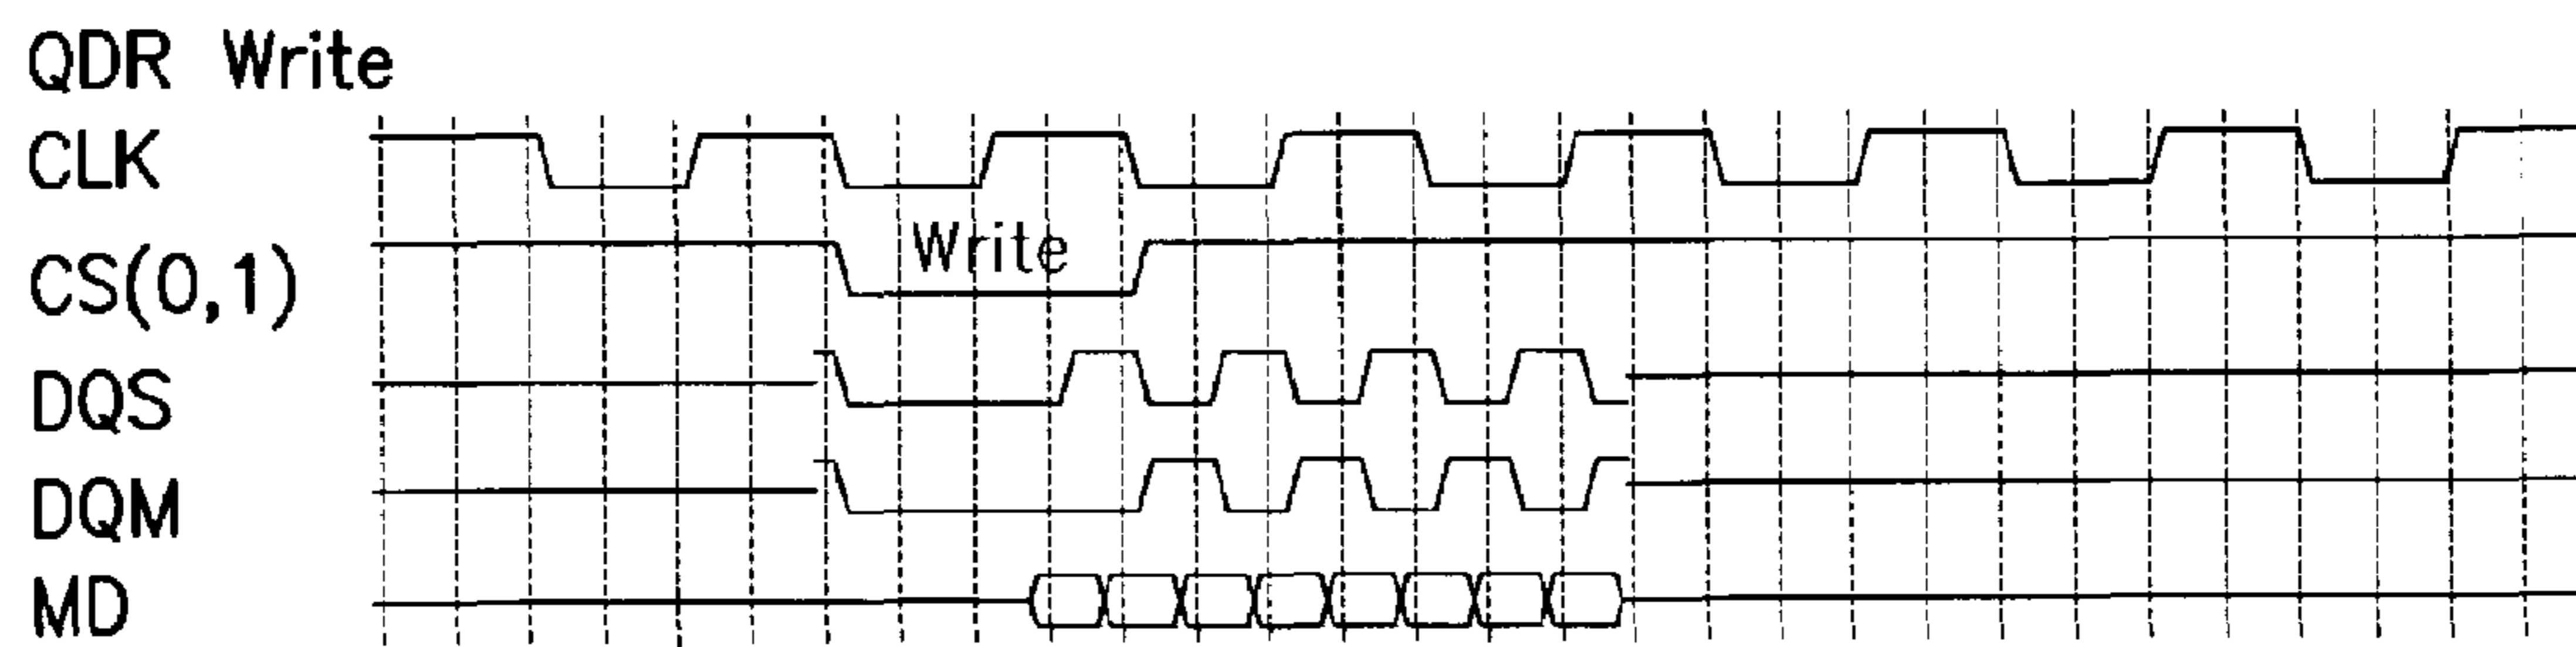 QDR Write
CLK
CS(0,1)
Write
DQS
DQM
MD